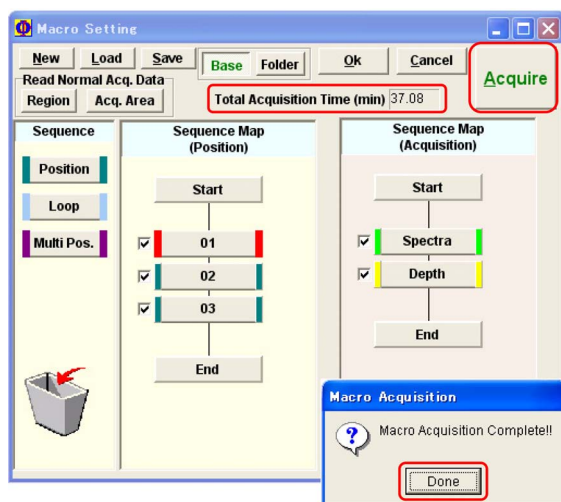 Macro Setting
New Load Save Base Folder Ok Cancel
Acquire
Read Normal Acq. Data
Region Acq. Area
Total Acquisition Time (min) 37.08
Sequence
Position
Loop
Multi Pos.
Sequence Map
(Position)
Start
01
02
03
End
Sequence Map
(Acquisition)
Start
Spectra
Depth
End
Macro Acquisition
Macro Acquisition Complete!!
Done